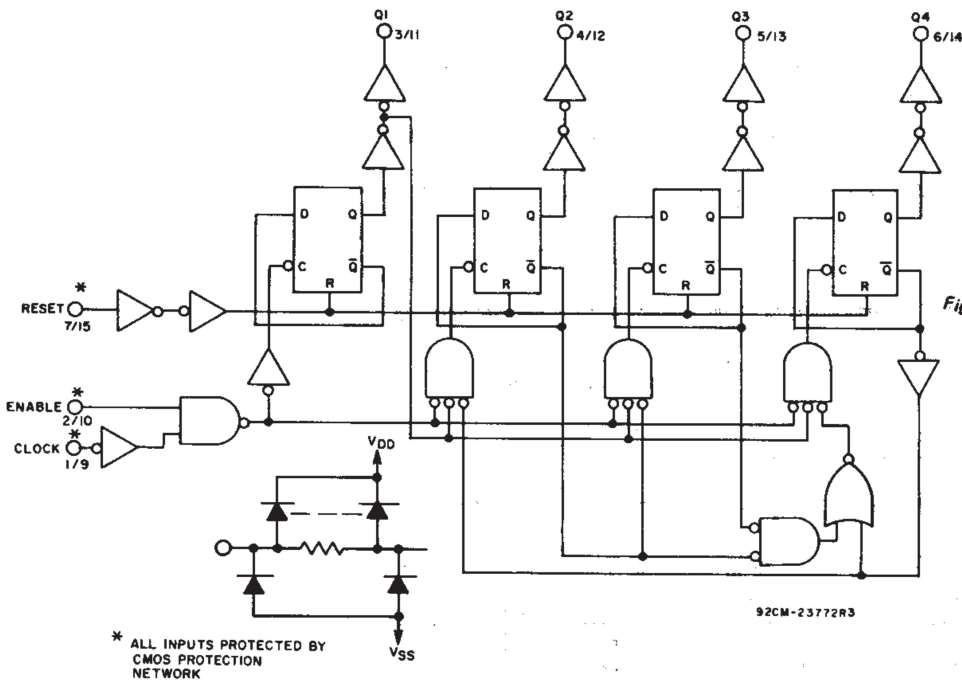 Q1
3/11
Q2
4/12
Q3
5/13
Q4
6/14
D Q
C Q̅
R
D Q
C Q̅
R
D Q
C Q̅
R
D Q
C Q̅
R
RESET *
7/15
Fig
ENABLE *
2/10
CLOCK *
1/9
VDD
VSS
92CM-23772R3
* ALL INPUTS PROTECTED BY
CMOS PROTECTION
NETWORK